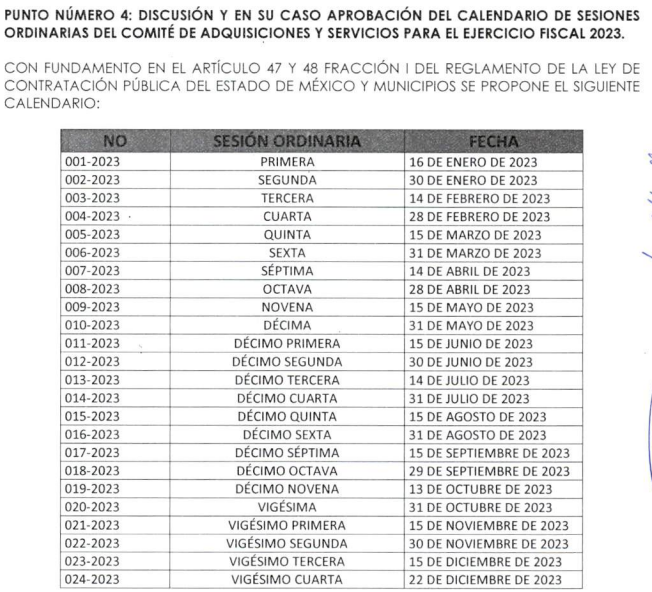 PUNTO NÚMERO 4: DISCUSIÓN Y EN SU CASO APROBACIÓN DEL CALENDARIO DE SESIONES
ORDINARIAS DEL COMITÉ DE ADQUISICIONES Y SERVICIOS PARA EL EJERCICIO FISCAL 2023.
CON FUNDAMENTO EN EL ARTÍCULO 47 Y 48 FRACCIÓN I DEL REGLAMENTO DE LA LEY DE
CONTRATACIÓN PÚBLICA DEL ESTADO DE MÉXICO Y MUNICIPIOS SE PROPONE EL SIGUIENTE
CALENDARIO:
NO SESIÓN ORDINARIA FECHA
001-2023 PRIMERA 16 DE ENERO DE 2023
002-2023 SEGUNDA 30 DE ENERO DE 2023
003-2023 TERCERA 14 DE FEBRERO DE 2023
004-2023 CUARTA 28 DE FEBRERO DE 2023
005-2023 QUINTA 15 DE MARZO DE 2023
006-2023 SEXTA 31 DE MARZO DE 2023
007-2023 SÉPTIMA 14 DE ABRIL DE 2023
008-2023 OCTAVA 28 DE ABRIL DE 2023
009-2023 NOVENA 15 DE MAYO DE 2023
010-2023 DÉCIMA 31 DE MAYO DE 2023
011-2023 DÉCIMO PRIMERA 15 DE JUNIO DE 2023
012-2023 DÉCIMO SEGUNDA 30 DE JUNIO DE 2023
013-2023 DÉCIMO TERCERA 14 DE JULIO DE 2023
014-2023 DÉCIMO CUARTA 31 DE JULIO DE 2023
015-2023 DÉCIMO QUINTA 15 DE AGOSTO DE 2023
016-2023 DÉCIMO SEXTA 31 DE AGOSTO DE 2023
017-2023 DÉCIMO SÉPTIMA 15 DE SEPTIEMBRE DE 2023
018-2023 DÉCIMO OCTAVA 29 DE SEPTIEMBRE DE 2023
019-2023 DÉCIMO NOVENA 13 DE OCTUBRE DE 2023
020-2023 VIGÉSIMA 31 DE OCTUBRE DE 2023
021-2023 VIGÉSIMO PRIMERA 15 DE NOVIEMBRE DE 2023
022-2023 VIGÉSIMO SEGUNDA 30 DE NOVIEMBRE DE 2023
023-2023 VIGÉSIMO TERCERA 15 DE DICIEMBRE DE 2023
024-2023 VIGÉSIMO CUARTA 22 DE DICIEMBRE DE 2023